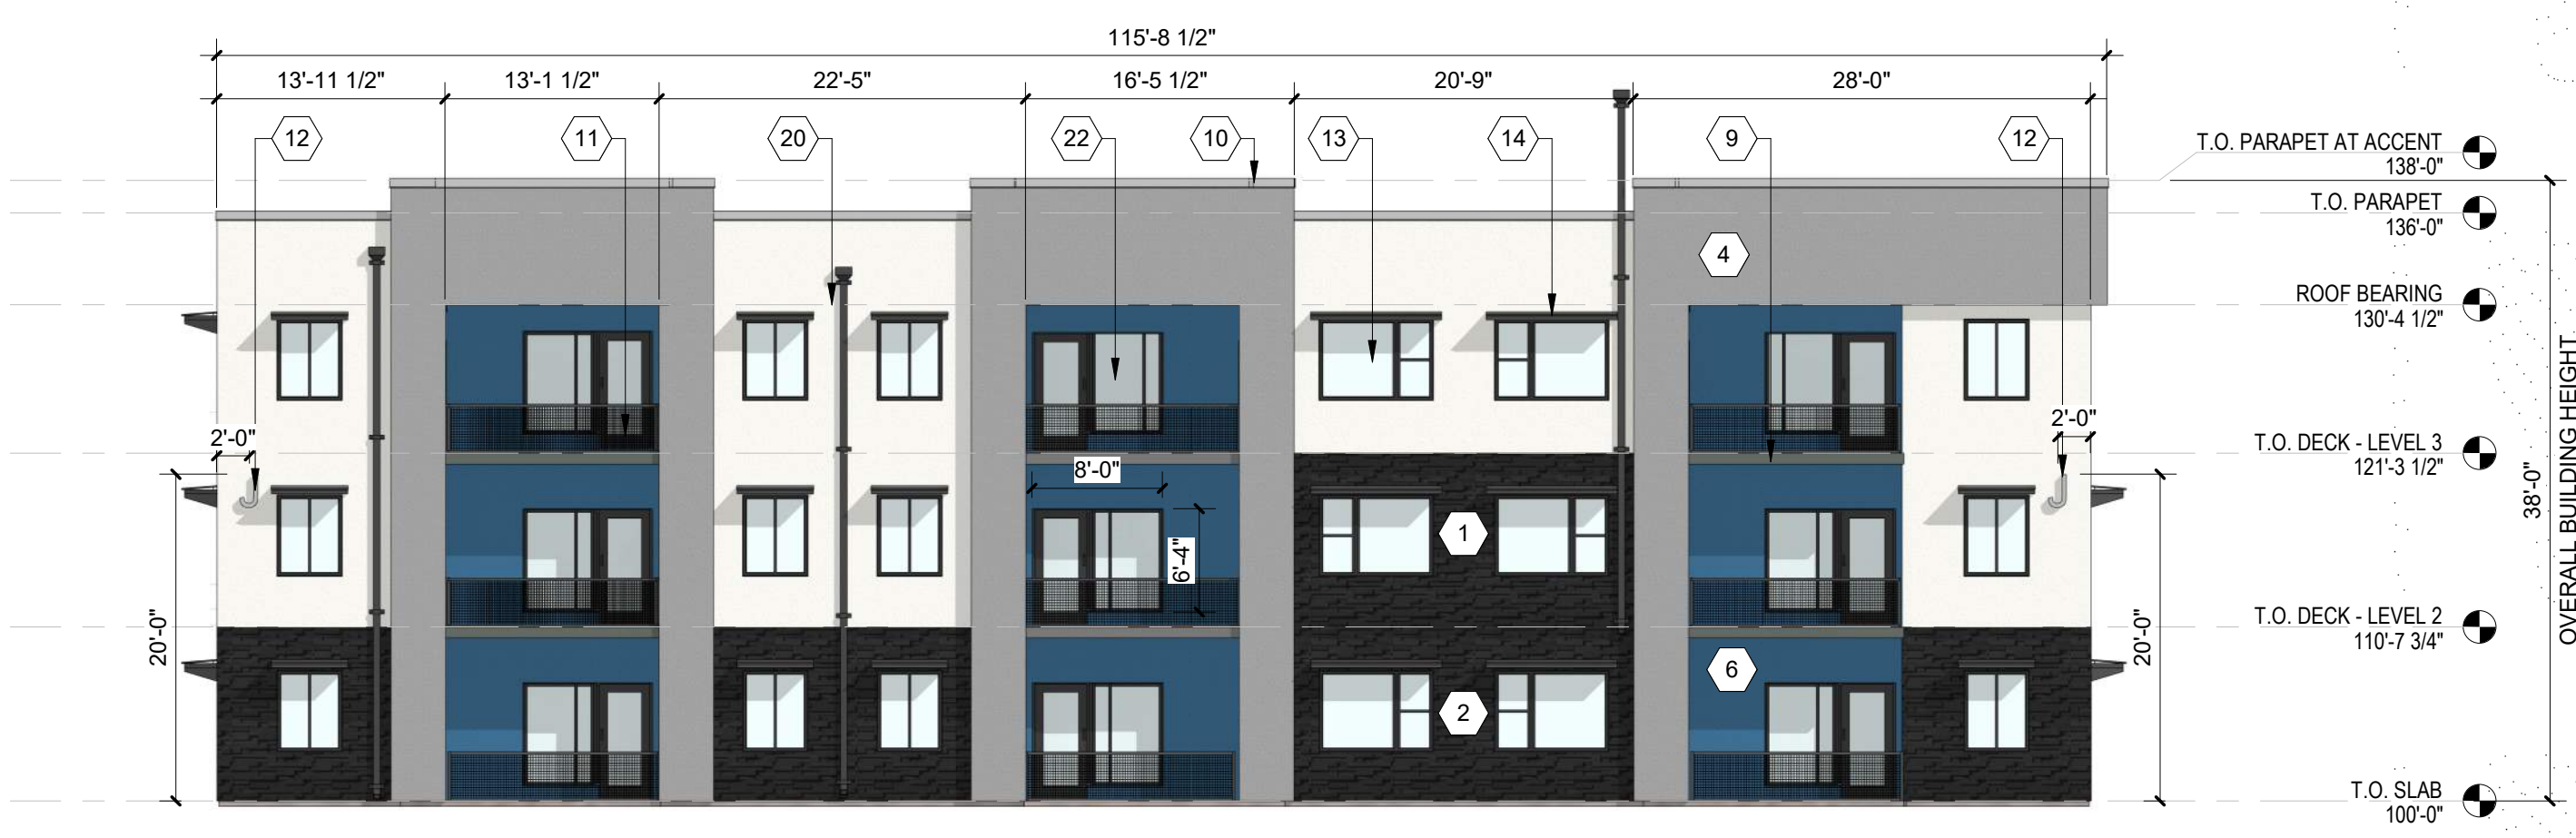 115'-8 1/2"
13'-11 1/2" 13'-1 1/2" 22'-5" 16'-5 1/2" 20'-9" 28'-0"
12 11 20 22 10 13 14 9 12
T.O. PARAPET AT ACCENT
138'-0"
T.O. PARAPET
136'-0"
4
ROOF BEARING
130'-4 1/2"
2'-0" 2'-0"
T.O. DECK - LEVEL 3
121'-3 1/2"
8'-0"
J J
1
6'-4"
38'-0"
OVERALL BUILDING HEIGHT
20'-0" 20'-0"
T.O. DECK - LEVEL 2
110'-7 3/4"
6
2
T.O. SLAB
100'-0"